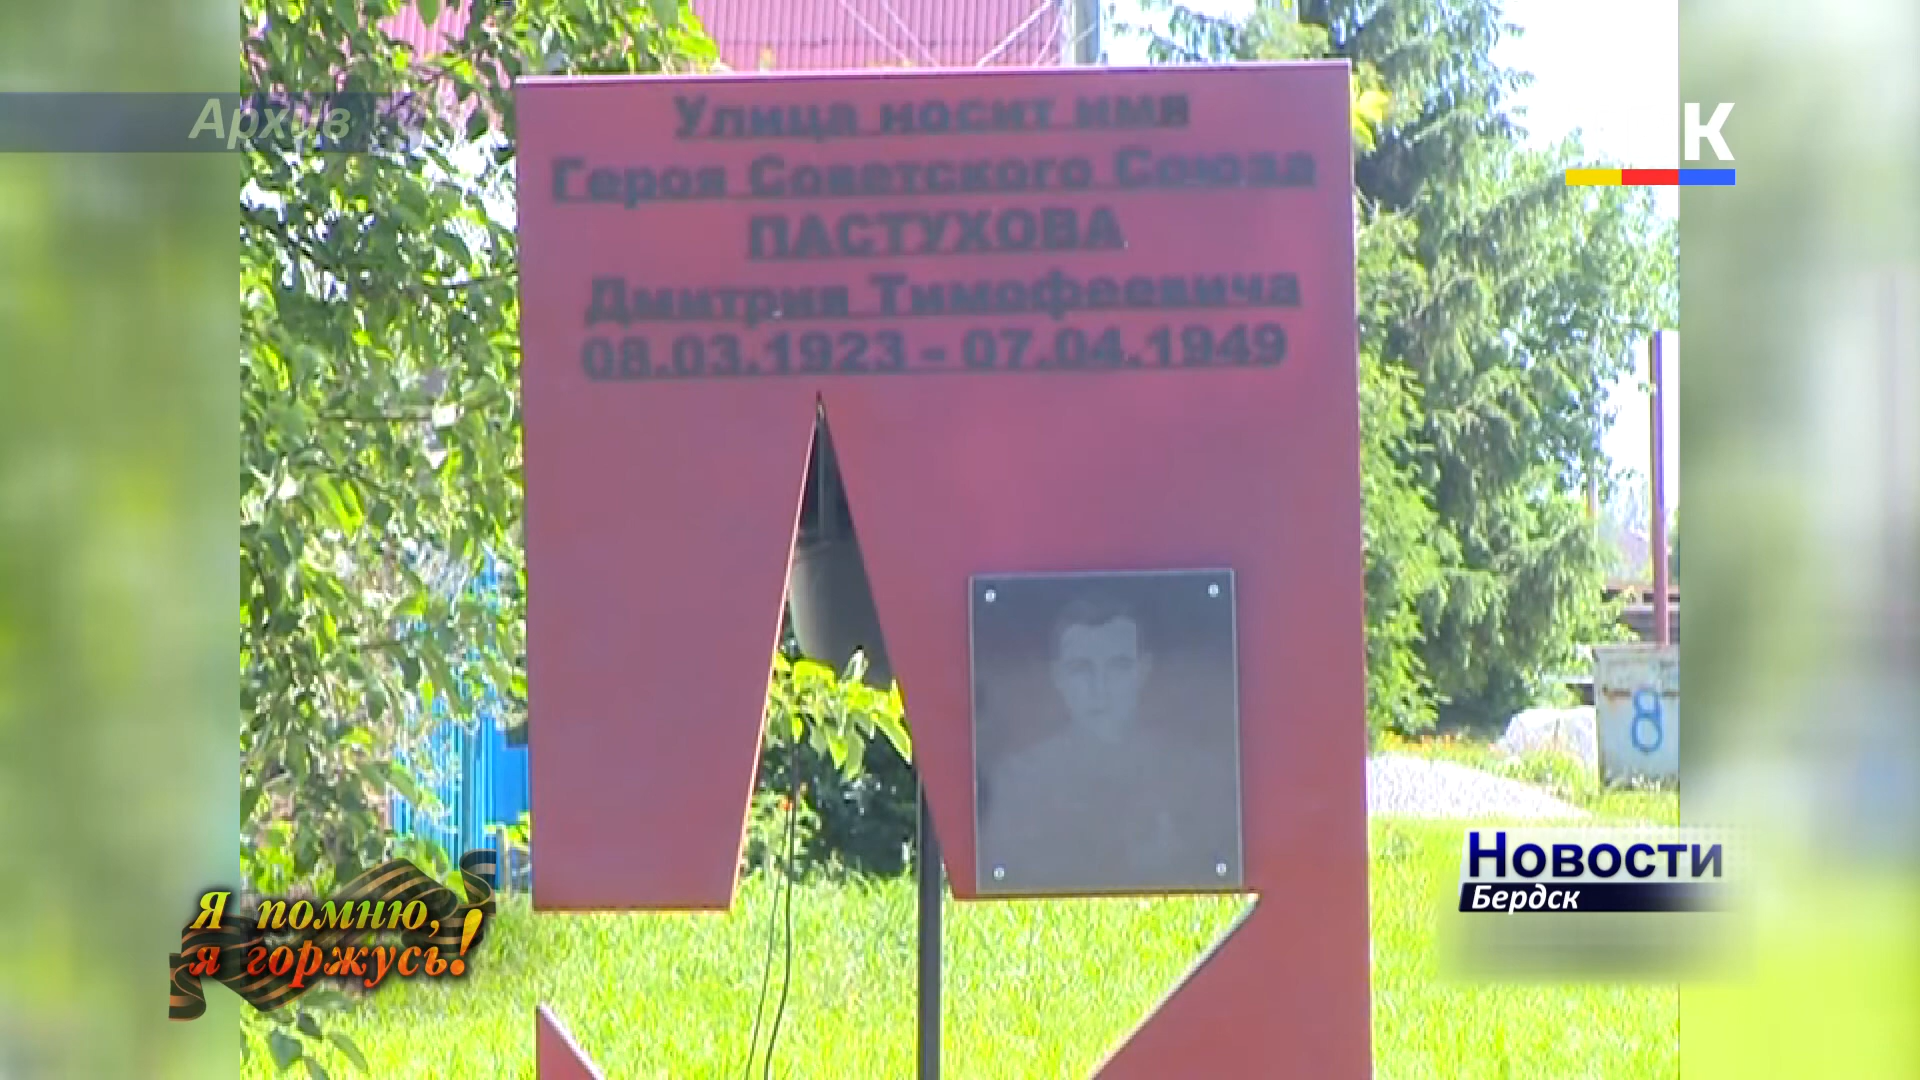 Архив
Улица носит имя
Героя Советского Союза
ПАСТУХОВА
Дмитрия Тимофеевича
08.03.1923 - 07.04.1949
К
8
Новости
Бердск
Я помню,
я горжусь!